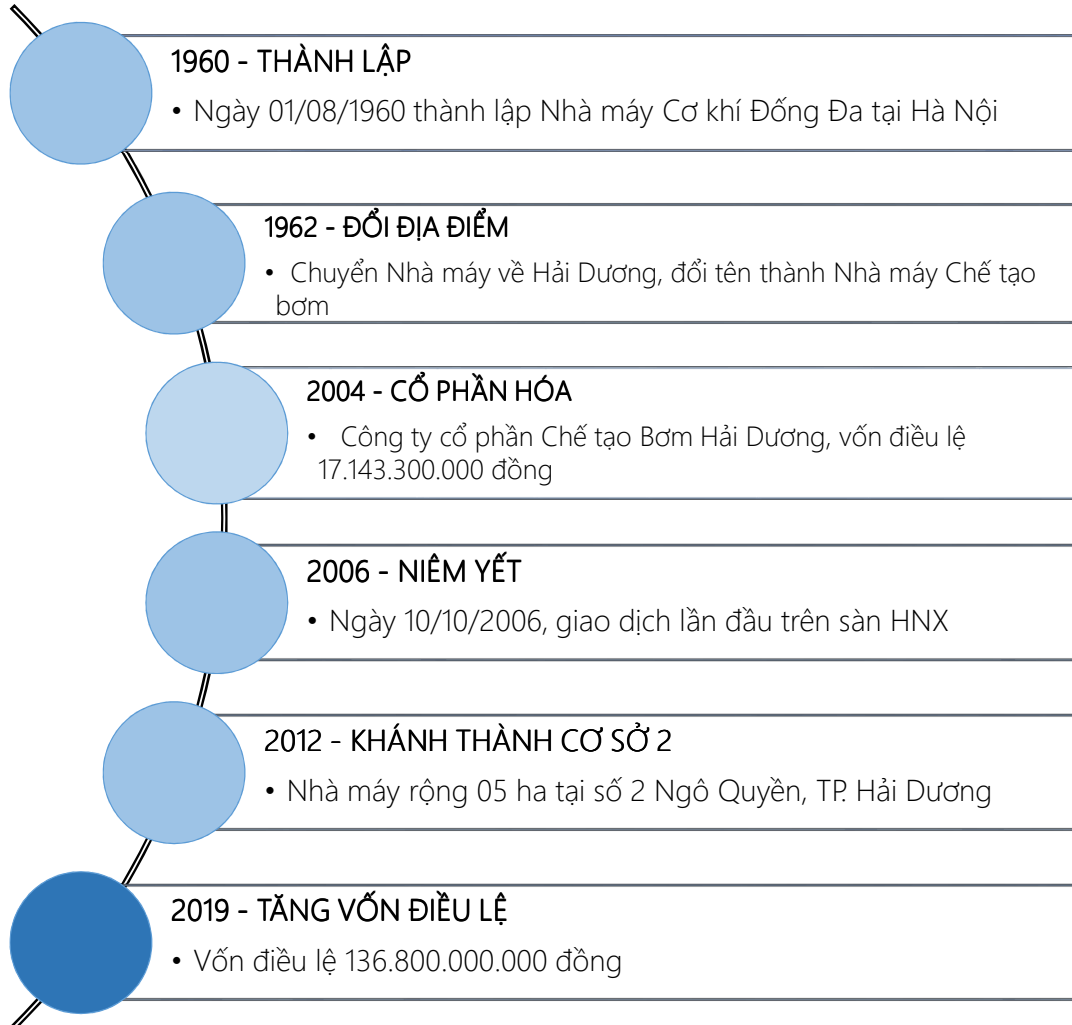 1960 - THÀNH LẬP
• Ngày 01/08/1960 thành lập Nhà máy Cơ khí Đống Đa tại Hà Nội
1962 - ĐỔI ĐỊA ĐIỂM
• Chuyển Nhà máy về Hải Dương, đổi tên thành Nhà máy Chế tạo
bơm
2004 - CỔ PHẦN HÓA
• Công ty cổ phần Chế tạo Bơm Hải Dương, vốn điều lệ
17.143.300.000 đồng
2006 - NIÊM YẾT
• Ngày 10/10/2006, giao dịch lần đầu trên sàn HNX
2012 - KHÁNH THÀNH CƠ SỞ 2
• Nhà máy rộng 05 ha tại số 2 Ngô Quyền, TP. Hải Dương
2019 - TĂNG VỐN ĐIỀU LỆ
• Vốn điều lệ 136.800.000.000 đồng